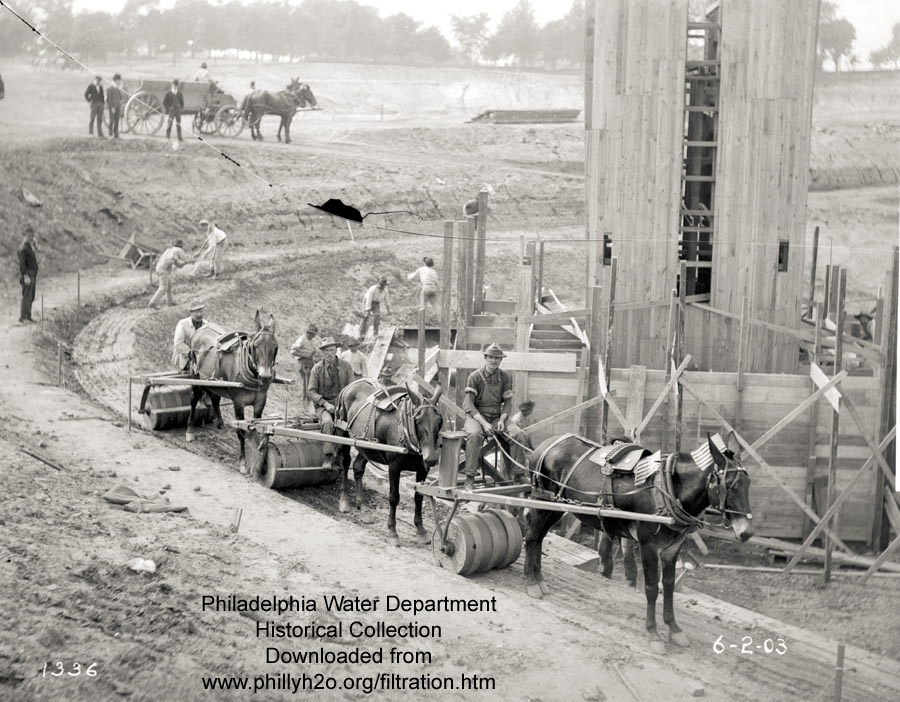 Philadelphia Water Department
Historical Collection
Downloaded from
www.phillyh2o.org/filtration.htm
1336
6-2-03